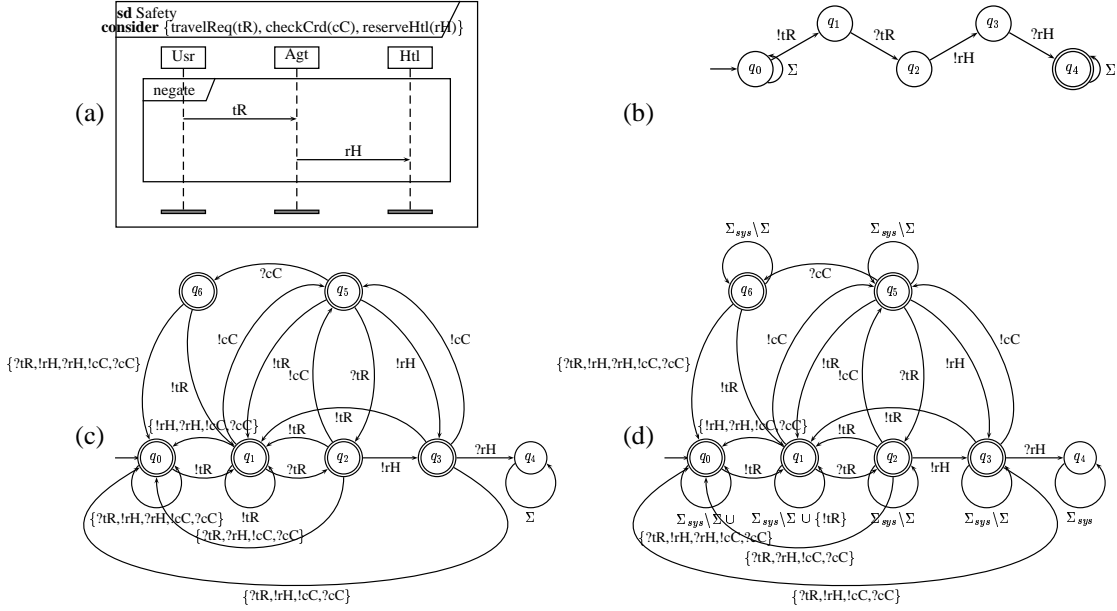 sd Safety
consider {travelReq(tR), checkCrd(cC), reserveHtl(rH)}
Usr
Agt
Htl
negate
tR
rH
(a)
q1
q3
!tR
?tR
?rH
!rH
q0
Σ
q2
q4
Σ
(b)
?cC
q6
q5
!cC
!cC
!tR
!rH
{?tR,!rH,?rH,!cC,?cC}
!cC
?tR
!tR
{!rH,?rH,!cC,?cC}
!tR
!tR
(c)
?rH
q0
q1
q2
q3
q4
!tR
?tR
!rH
{?tR,!rH,?rH,!cC,?cC}
!tR
Σ
{?tR,?rH,!cC,?cC}
{?tR,!rH,!cC,?cC}
Σsys\Σ
Σsys\Σ
?cC
q6
q5
!cC
!cC
!tR
!rH
{?tR,!rH,?rH,!cC,?cC}
!cC
?tR
!tR
{!rH,?rH,!cC,?cC}
!tR
!tR
(d)
?rH
q0
q1
q2
q3
q4
!tR
?tR
!rH
Σsys\Σ ∪
Σsys\Σ ∪ {!tR}
Σsys\Σ
Σsys\Σ
Σsys
{?tR,!rH,?rH,!cC,?cC}
{?tR,?rH,!cC,?cC}
{?tR,!rH,!cC,?cC}